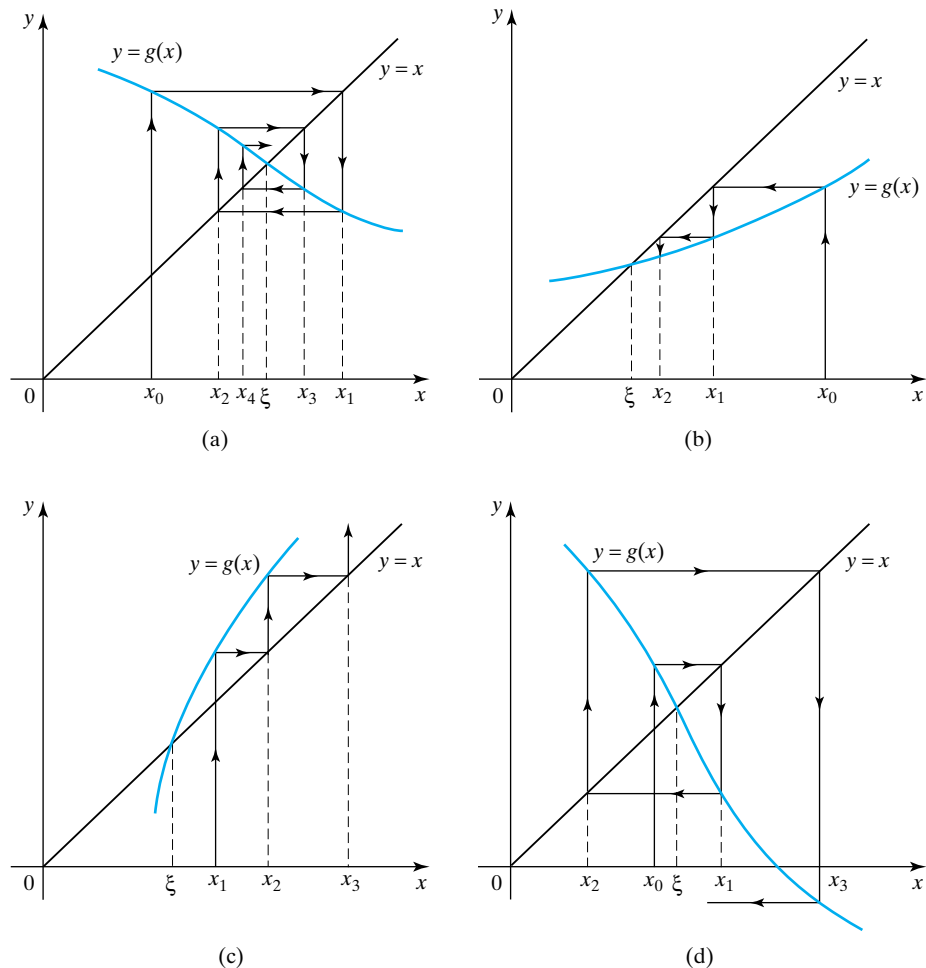 y
y = g(x)
y = x
0
x₀
x₂
x₄
ξ
x₃
x₁
x
(a)
y
y = x
y = g(x)
0
ξ
x₂
x₁
x₀
x
(b)
y
y = g(x)
y = x
0
ξ
x₁
x₂
x₃
x
(c)
y
y = g(x)
y = x
0
x₂
x₀
ξ
x₁
x₃
x
(d)